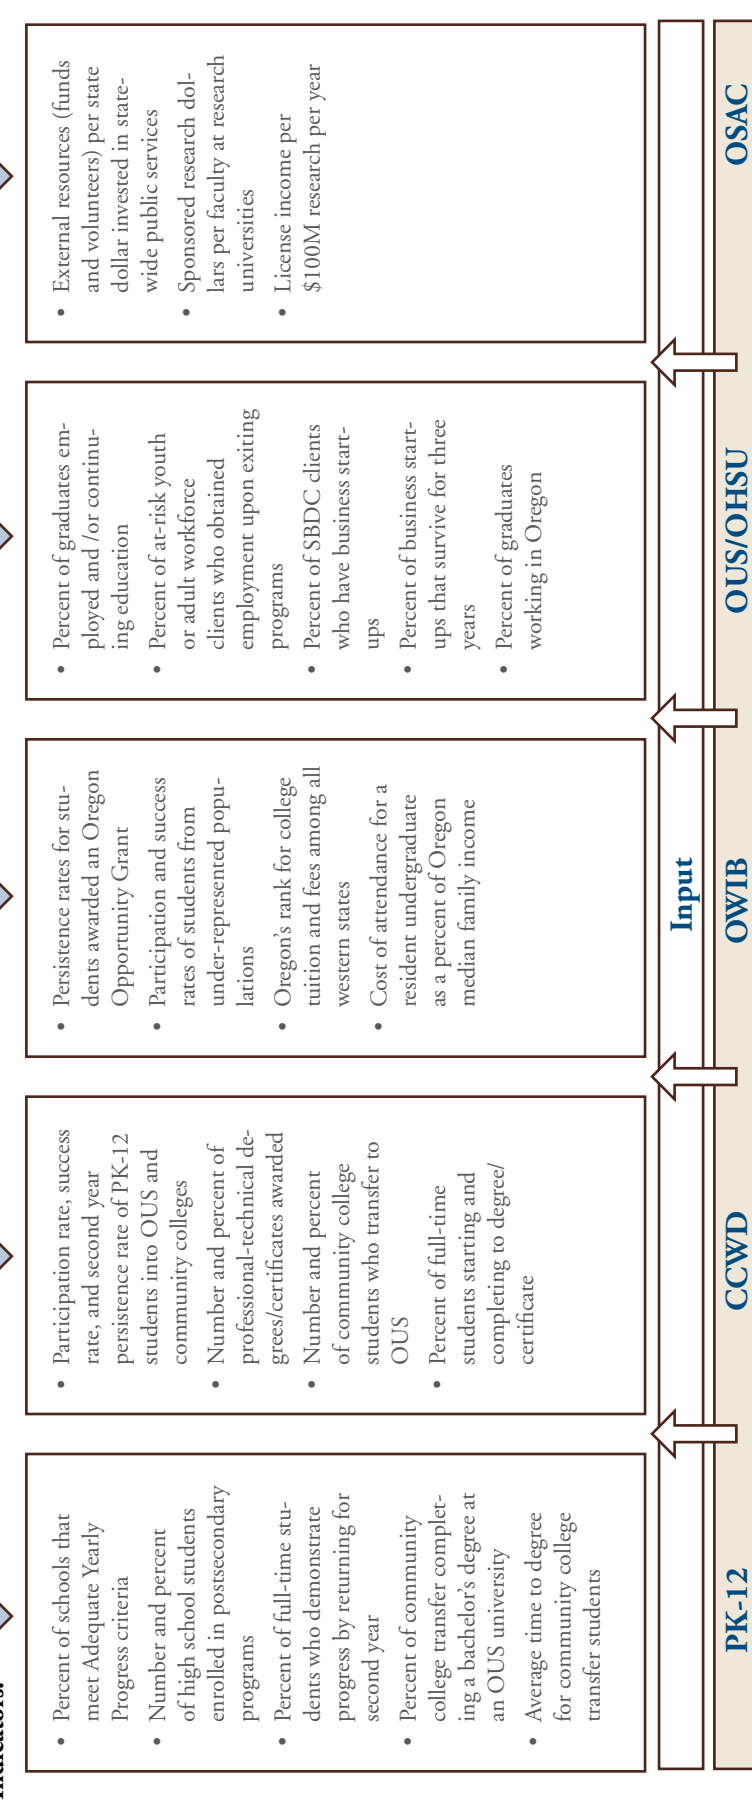 Indicators:
• Percent of schools that
meet Adequate Yearly
Progress criteria
• Number and percent
of high school students
enrolled in postsecondary
programs
• Percent of full-time stu-
dents who demonstrate
progress by returning for
second year
• Percent of community
college transfer complet-
ing a bachelor's degree at
an OUS university
• Average time to degree
for community college
transfer students
• Participation rate, success
rate, and second year
persistence rate of PK-12
students into OUS and
community colleges
• Number and percent of
professional-technical de-
grees/certificates awarded
• Number and percent
of community college
students who transfer to
OUS
• Percent of full-time
students starting and
completing to degree/
certificate
• Persistence rates for stu-
dents awarded an Oregon
Opportunity Grant
• Participation and success
rates of students from
under-represented popu-
lations
• Oregon's rank for college
tuition and fees among all
western states
• Cost of attendance for a
resident undergraduate
as a percent of Oregon
median family income
• Percent of graduates em-
ployed and /or continu-
ing education
• Percent of at-risk youth
or adult workforce
clients who obtained
employment upon exiting
programs
• Percent of SBDC clients
who have business start-
ups
• Percent of business start-
ups that survive for three
years
• Percent of graduates
working in Oregon
• External resources (funds
and volunteers) per state
dollar invested in state-
wide public services
• Sponsored research dol-
lars per faculty at research
universities
• License income per
$100M research per year
Input
PK-12
CCWD
OWIB
OUS/OHSU
OSAC